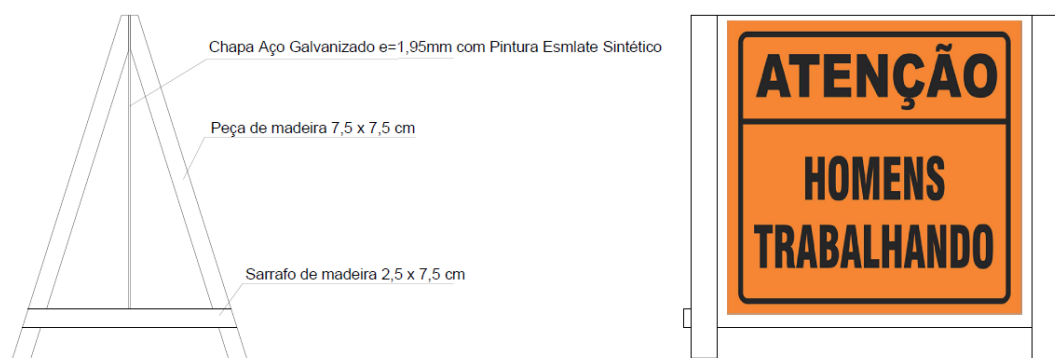 Chapa Aço Galvanizado e=1,95mm com Pintura Esmlate Sintético
Peça de madeira 7,5 x 7,5 cm
Sarrafo de madeira 2,5 x 7,5 cm
ATENÇÃO
HOMENS
TRABALHANDO